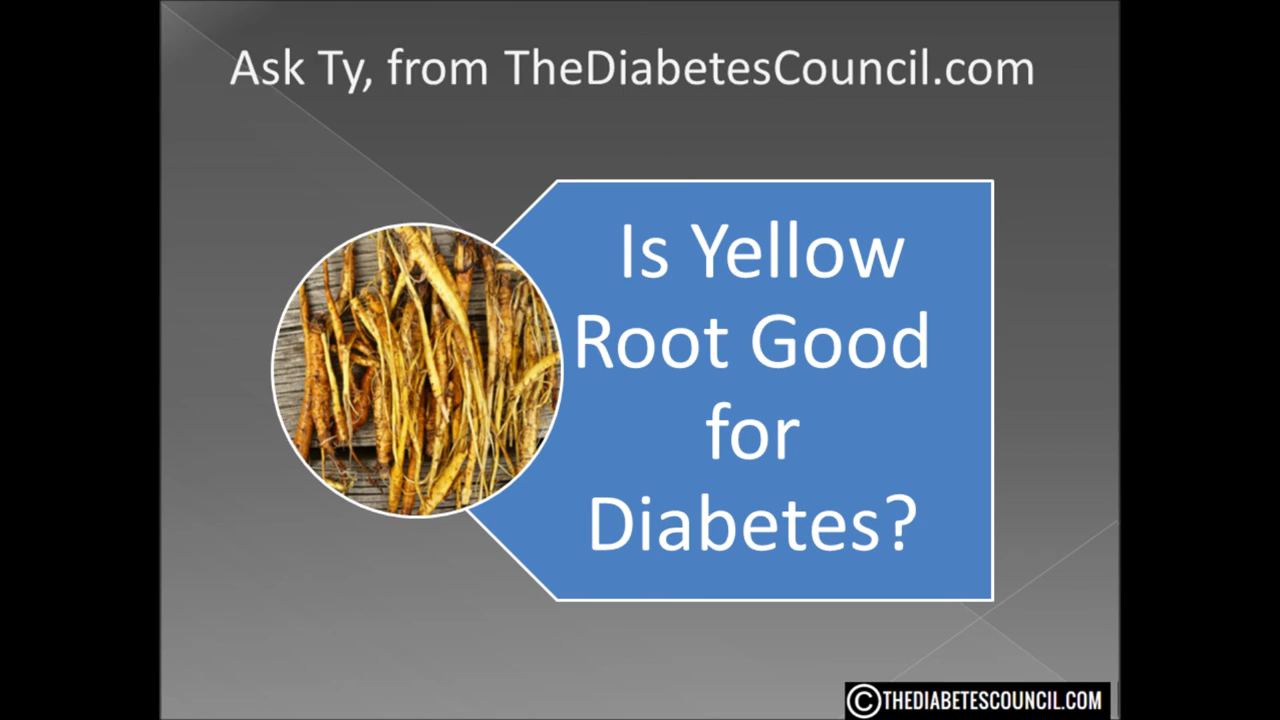 Ask Ty, from TheDiabetesCouncil.com
Is Yellow
Root Good
for
Diabetes?
©THEDIABETESCOUNCIL.COM